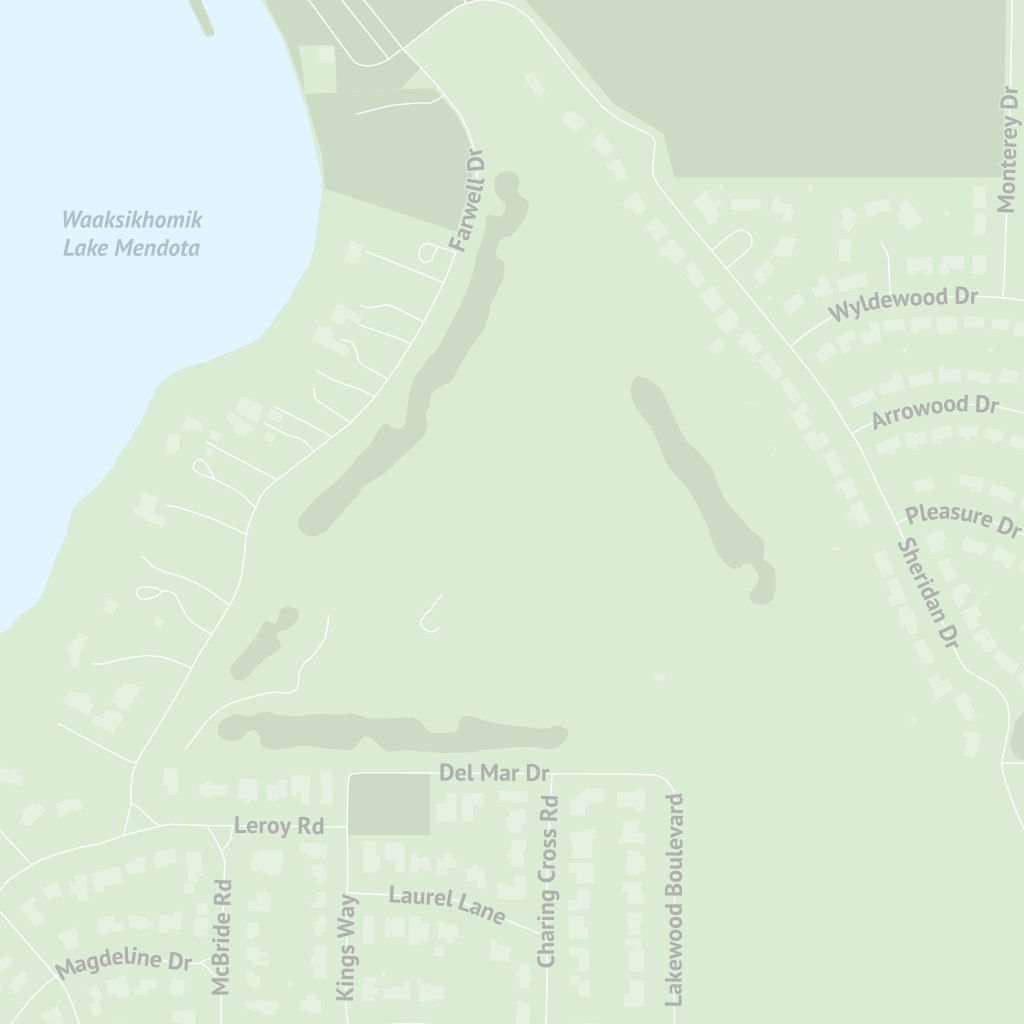 Monterey Dr
Farwell Dr
Waaksikhomik
Lake Mendota
Wyldewood Dr
Arrowood Dr
Pleasure Dr
Sheridan Dr
Del Mar Dr
Leroy Rd
Charing Cross Rd
Lakewood Boulevard
Laurel Lane
McBride Rd
Kings Way
Magdeline Dr